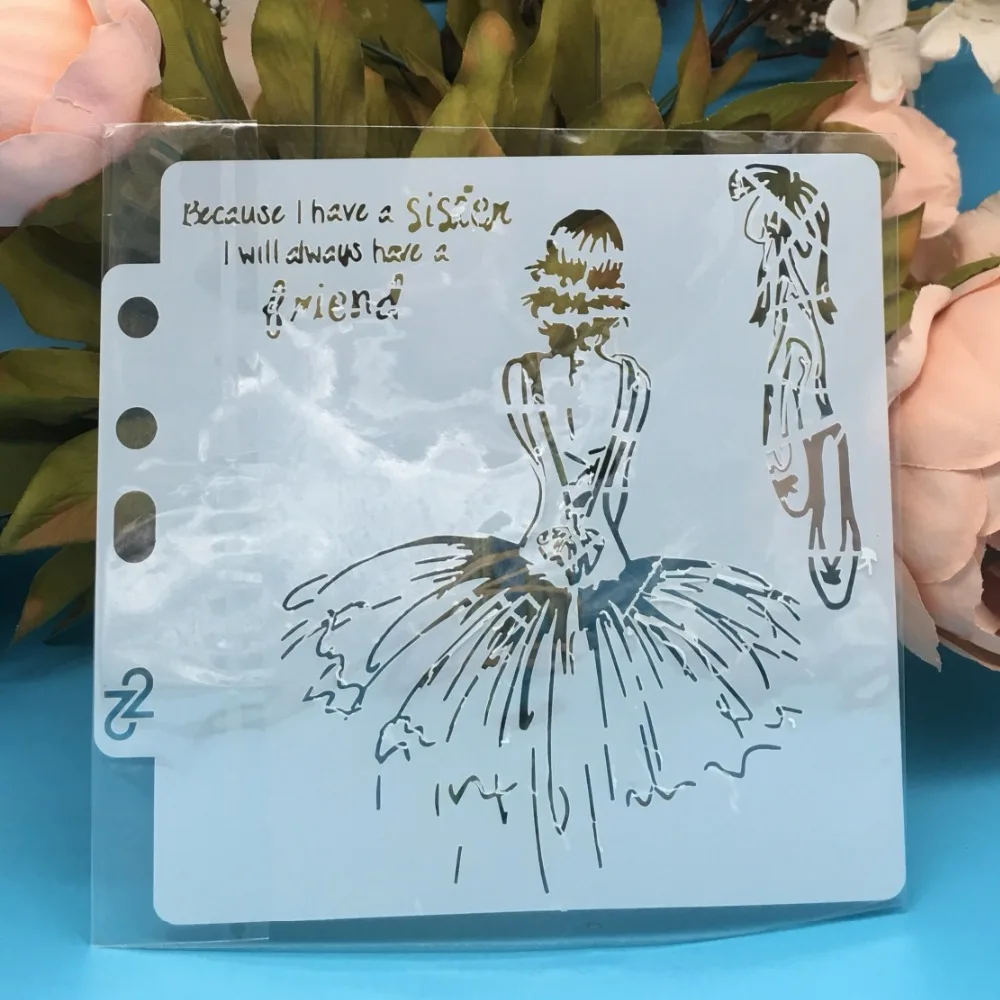 Because I have a sister
I will always have a
friend